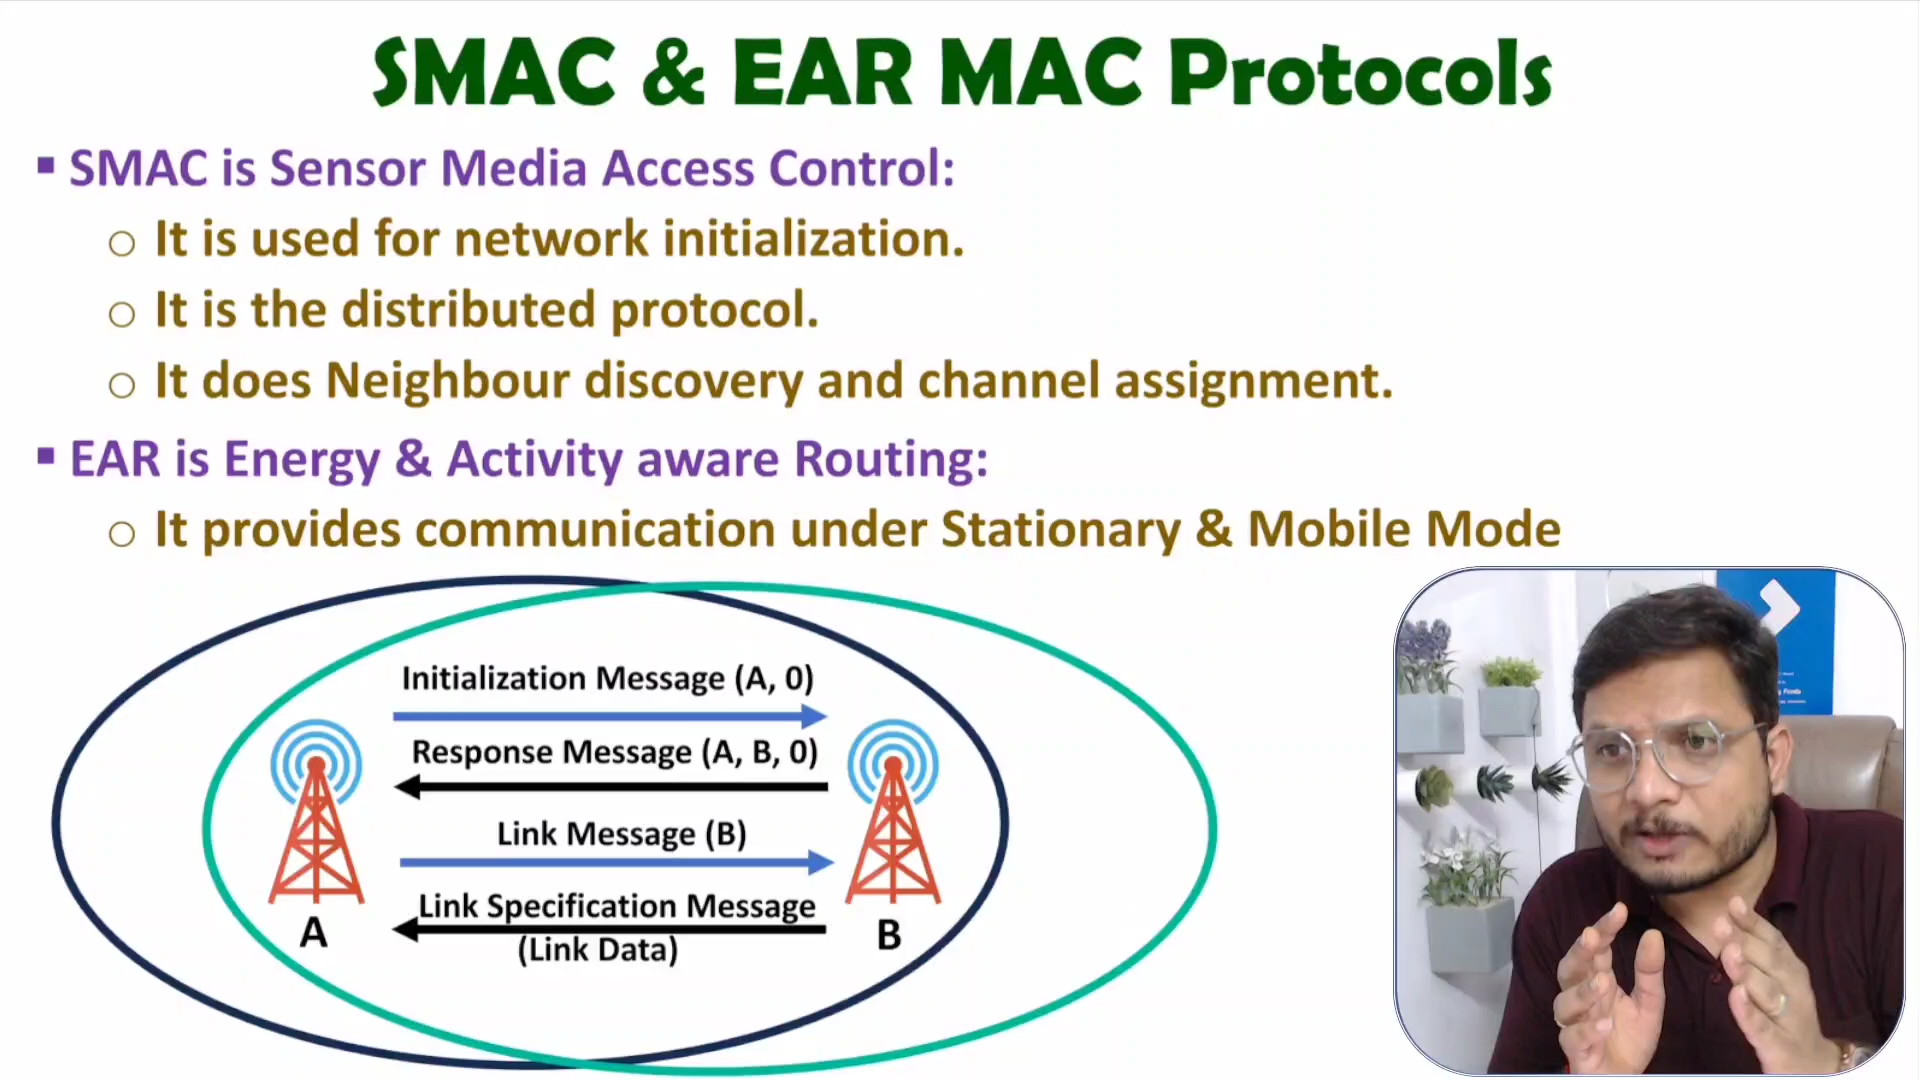 SMAC & EAR MAC Protocols
▪ SMAC is Sensor Media Access Control:
o It is used for network initialization.
o It is the distributed protocol.
o It does Neighbour discovery and channel assignment.
▪ EAR is Energy & Activity aware Routing:
o It provides communication under Stationary & Mobile Mode
Initialization Message (A, 0)
Response Message (A, B, 0)
Link Message (B)
Link Specification Message
(Link Data)
A
B